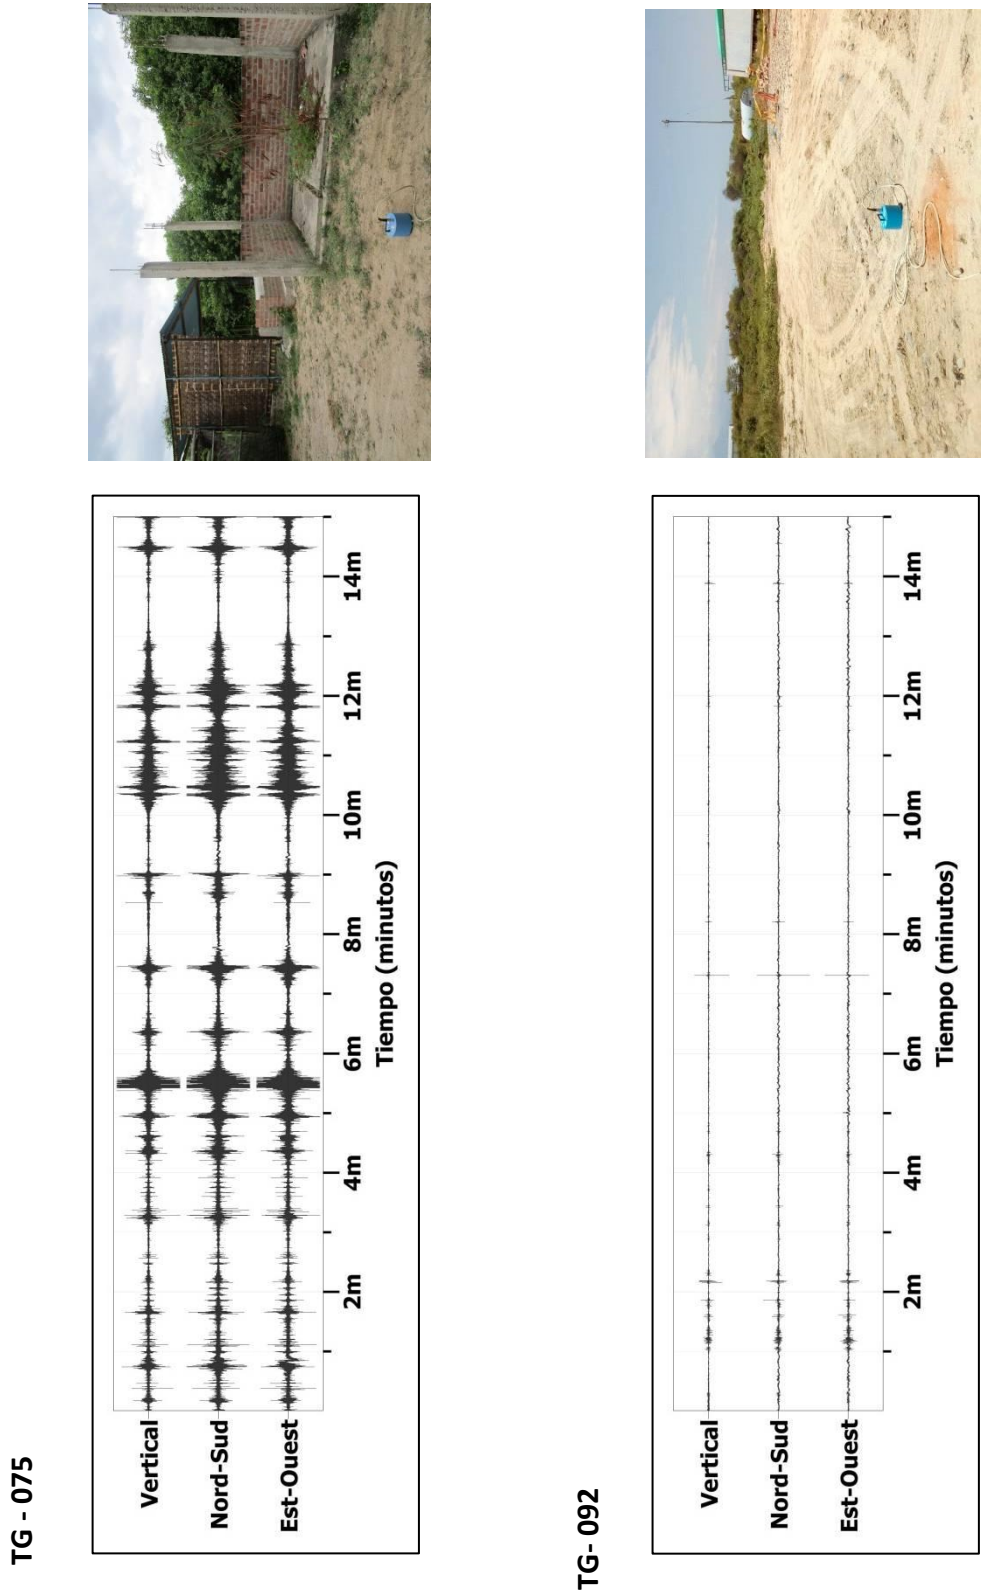 TG - 075
Vertical
Nord-Sud
Est-Ouest
2m 4m 6m 8m 10m 12m 14m
Tiempo (minutos)
TG- 092
Vertical
Nord-Sud
Est-Ouest
2m 4m 6m 8m 10m 12m 14m
Tiempo (minutos)